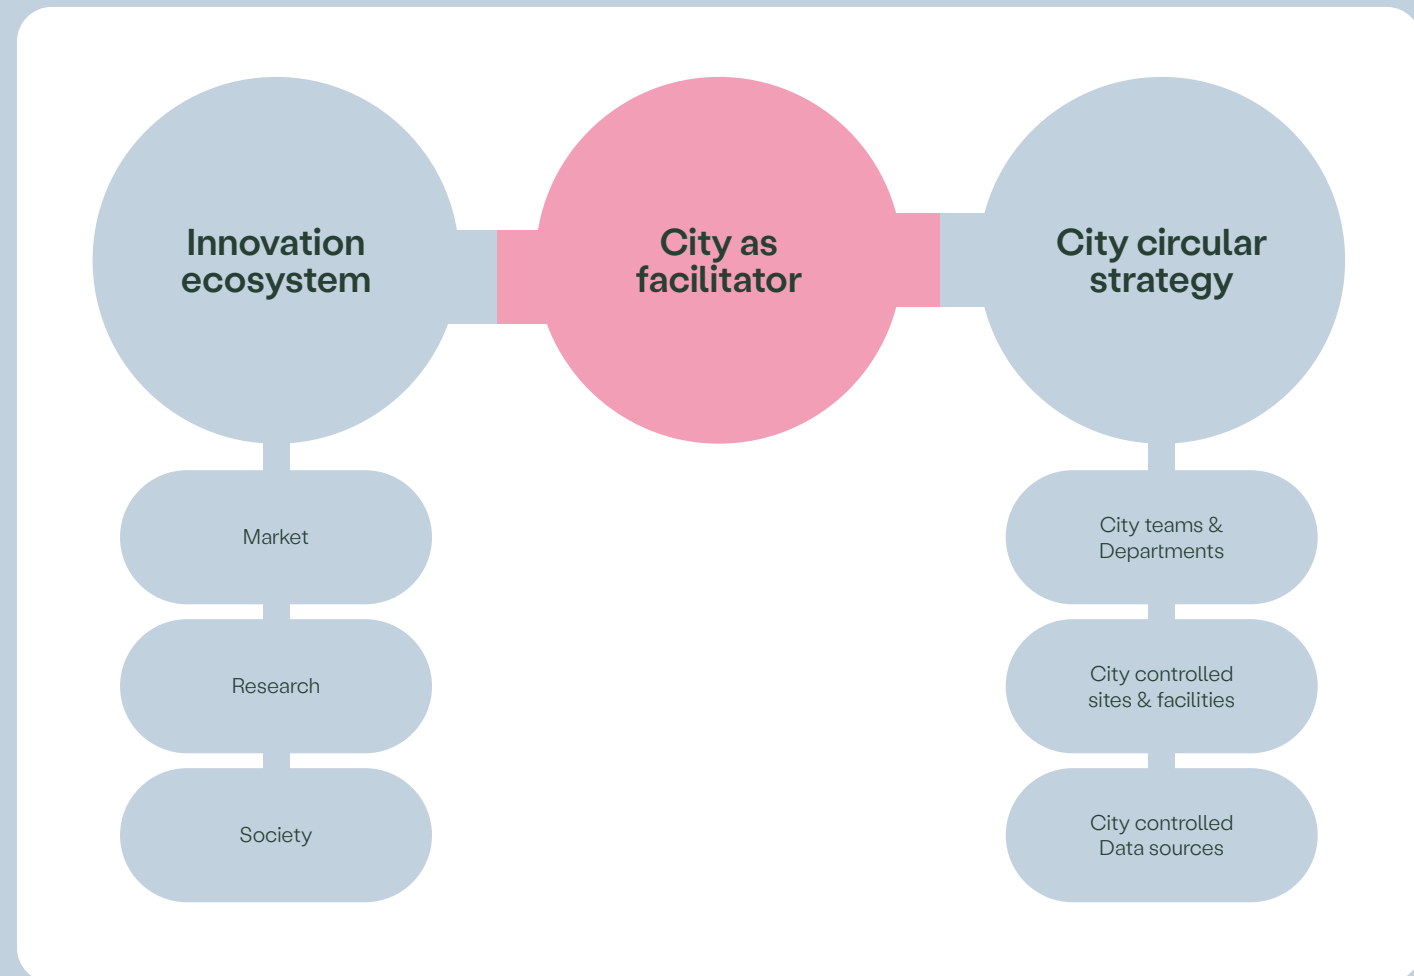 Innovation
ecosystem
City as
facilitator
City circular
strategy
Market
Research
Society
City teams &
Departments
City controlled
sites & facilities
City controlled
Data sources